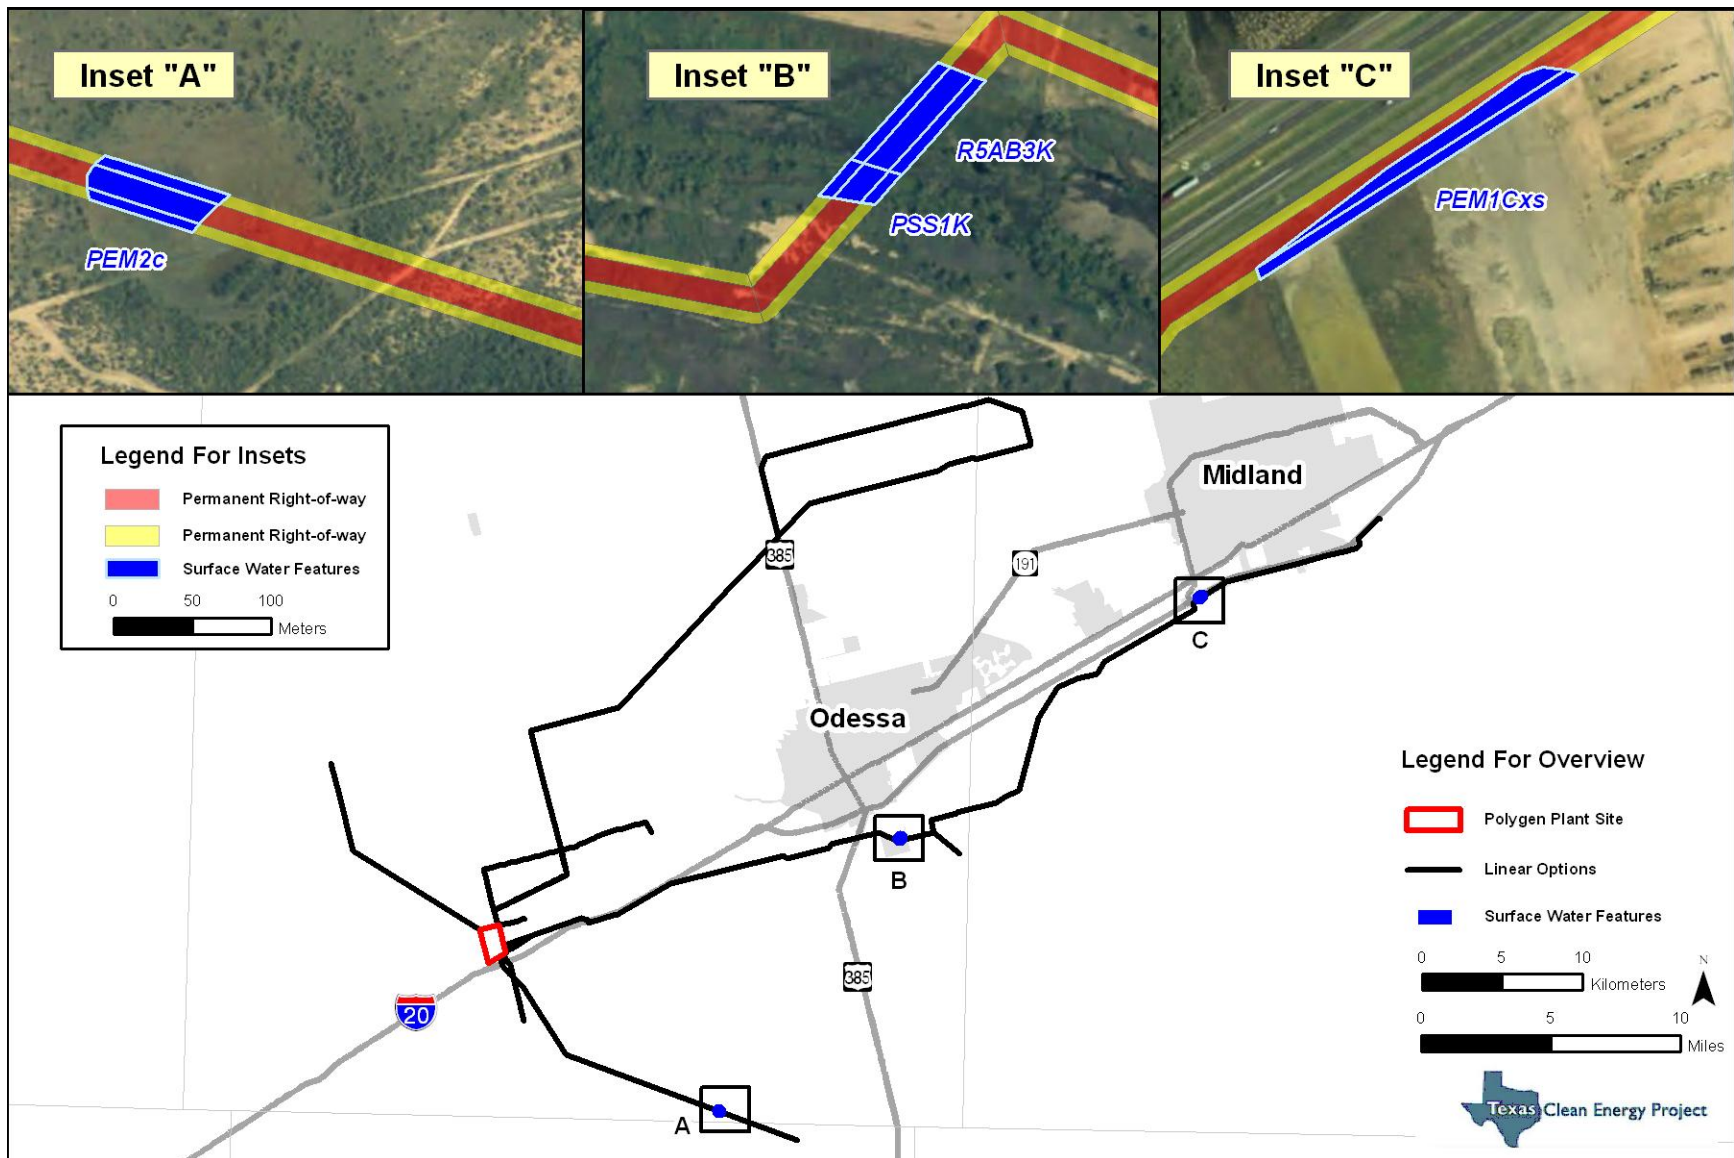 Inset "A"
Inset "B"
Inset "C"
PEM2c
R5AB3K
PSS1K
PEM1Cxs
Legend For Insets
Permanent Right-of-way
Permanent Right-of-way
Surface Water Features
0 50 100
Meters
Midland
385
191
C
Odessa
B
20
385
A
Legend For Overview
Polygen Plant Site
Linear Options
Surface Water Features
0 5 10
Kilometers
N
0 5 10
Miles
Texas Clean Energy Project